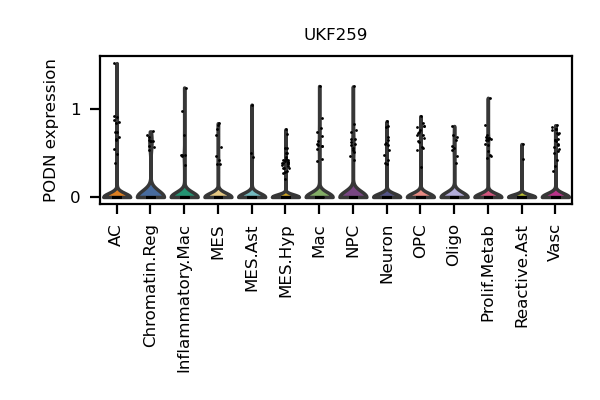 UKF259
PODN expression
1
0
AC
Chromatin.Reg
Inflammatory.Mac
MES
MES.Ast
MES.Hyp
Mac
NPC
Neuron
OPC
Oligo
Prolif.Metab
Reactive.Ast
Vasc